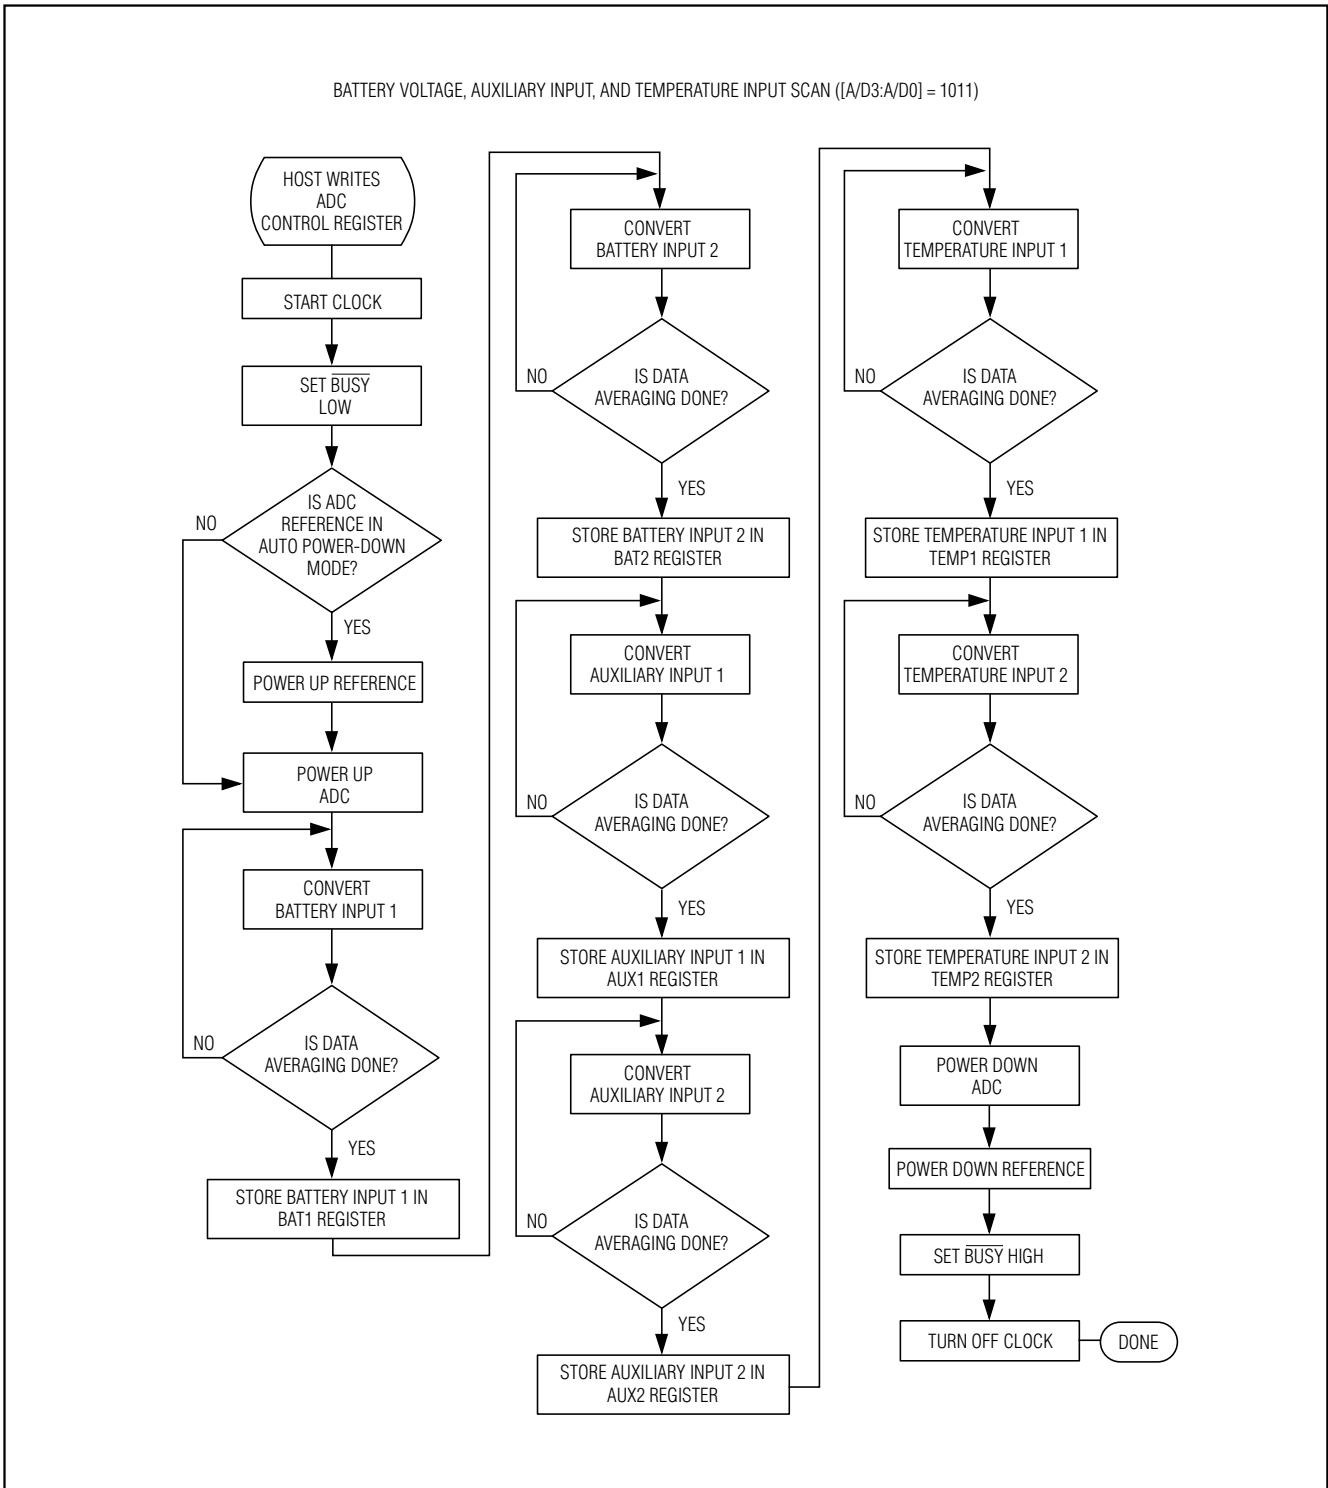 BATTERY VOLTAGE, AUXILIARY INPUT, AND TEMPERATURE INPUT SCAN ([A/D3:A/D0] = 1011)
HOST WRITES
ADC
CONTROL REGISTER
START CLOCK
SET BUSY
LOW
IS ADC
REFERENCE IN
AUTO POWER-DOWN
MODE?
NO
YES
POWER UP REFERENCE
POWER UP
ADC
CONVERT
BATTERY INPUT 1
IS DATA
AVERAGING DONE?
NO
YES
STORE BATTERY INPUT 1 IN
BAT1 REGISTER
CONVERT
BATTERY INPUT 2
IS DATA
AVERAGING DONE?
NO
YES
STORE BATTERY INPUT 2 IN
BAT2 REGISTER
CONVERT
AUXILIARY INPUT 1
IS DATA
AVERAGING DONE?
NO
YES
STORE AUXILIARY INPUT 1 IN
AUX1 REGISTER
CONVERT
AUXILIARY INPUT 2
IS DATA
AVERAGING DONE?
NO
YES
STORE AUXILIARY INPUT 2 IN
AUX2 REGISTER
CONVERT
TEMPERATURE INPUT 1
IS DATA
AVERAGING DONE?
NO
YES
STORE TEMPERATURE INPUT 1 IN
TEMP1 REGISTER
CONVERT
TEMPERATURE INPUT 2
IS DATA
AVERAGING DONE?
NO
YES
STORE TEMPERATURE INPUT 2 IN
TEMP2 REGISTER
POWER DOWN
ADC
POWER DOWN REFERENCE
SET BUSY HIGH
TURN OFF CLOCK
DONE